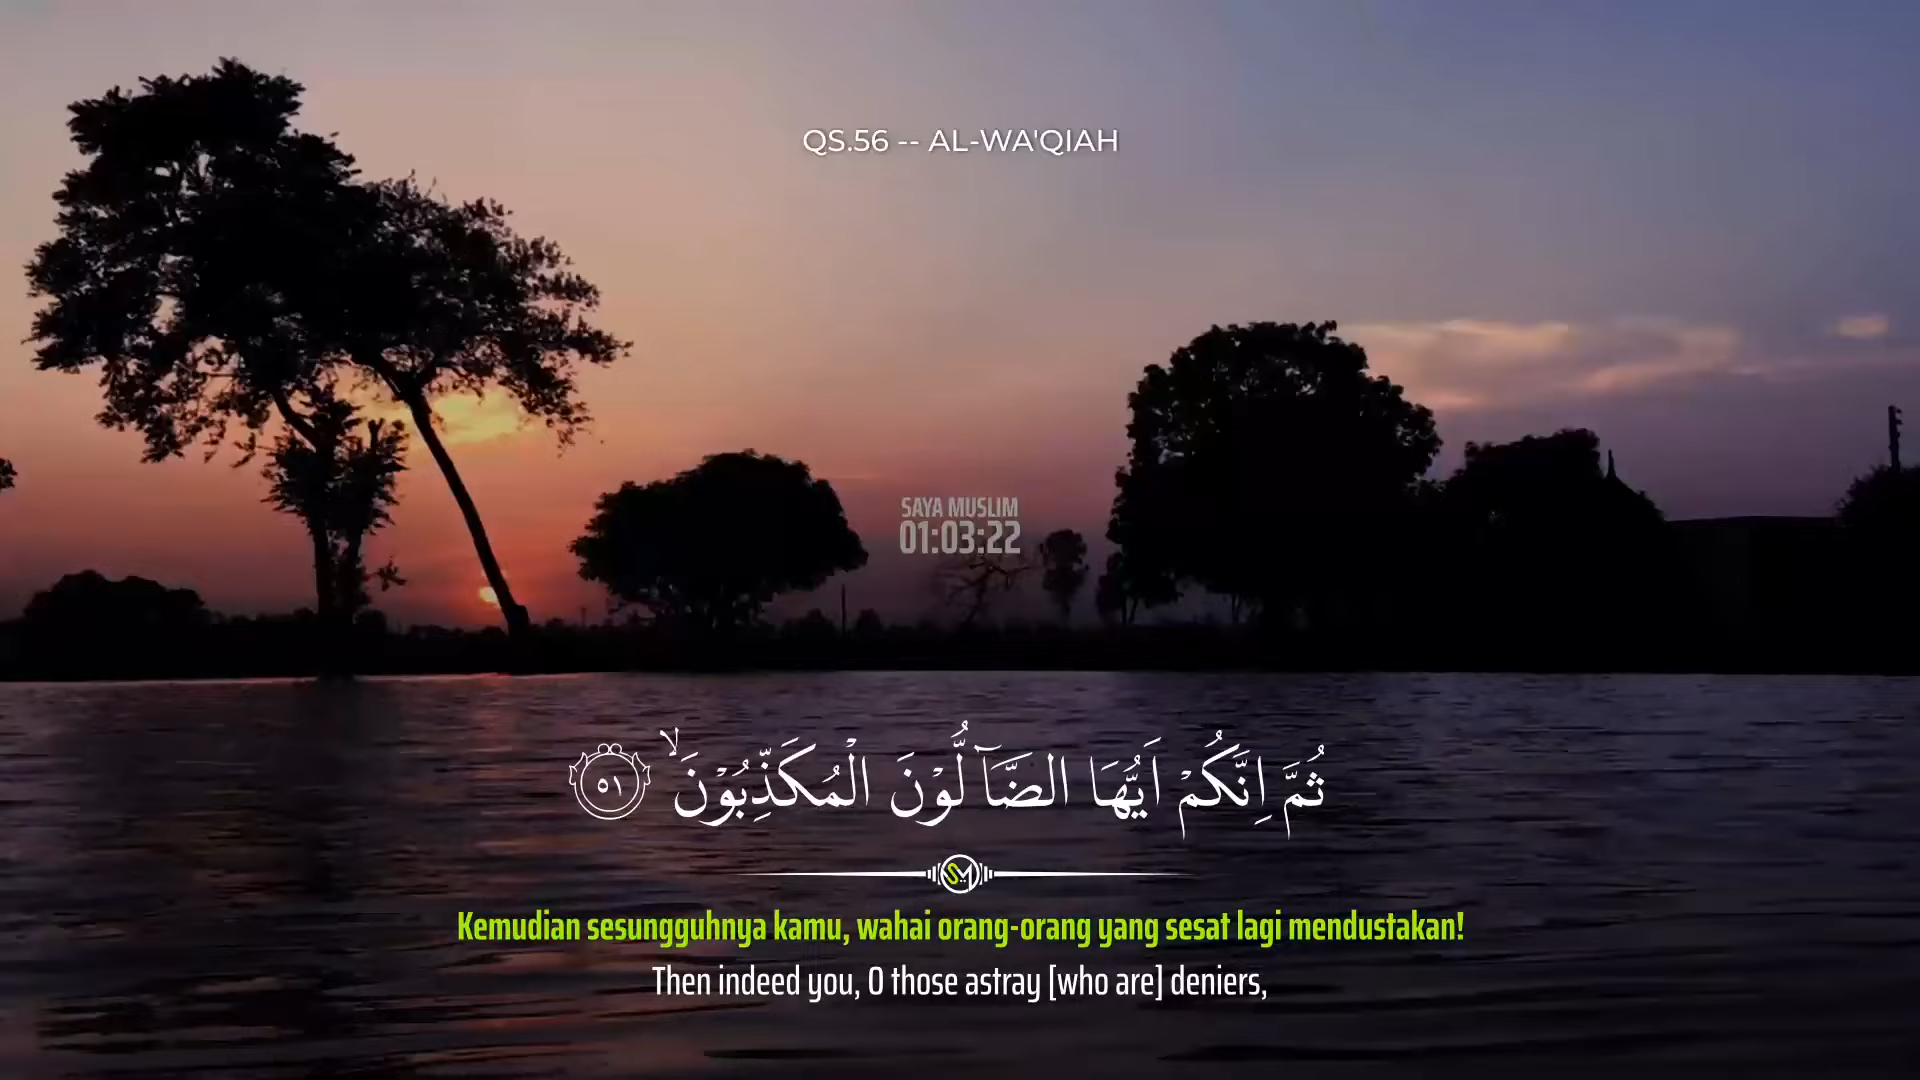 QS.56 -- AL-WA'QIAH
SAYA MUSLIM
01:03:22
ثُمَّ اِنَّكُمْ اَيُّهَا الضَّاۤلُّوْنَ الْمُكَذِّبُوْنَۙ ٥١
SM
Kemudian sesungguhnya kamu, wahai orang-orang yang sesat lagi mendustakan!
Then indeed you, O those astray [who are] deniers,